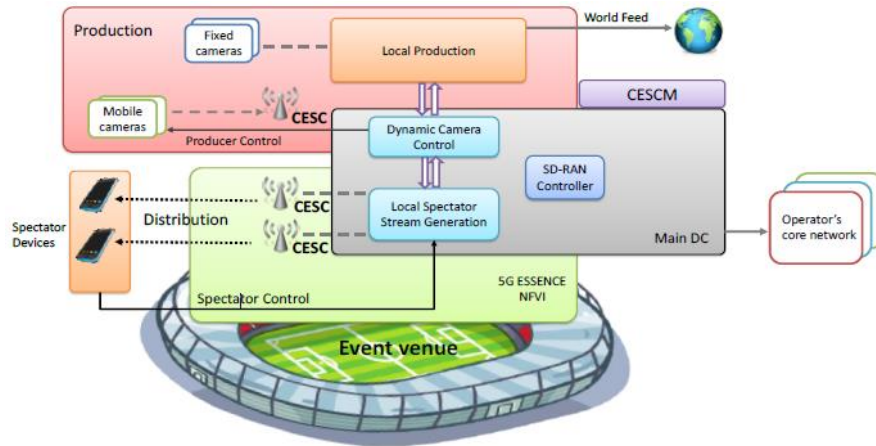 Production
Fixed
cameras
Local Production
World Feed
CESCM
Mobile
cameras
CESC
Producer Control
Dynamic Camera
Control
SD-RAN
Controller
Spectator
Devices
Distribution
CESC
CESC
Local Spectator
Stream Generation
Main DC
Operator's
core network
Spectator Control
5G ESSENCE
NFVI
Event venue